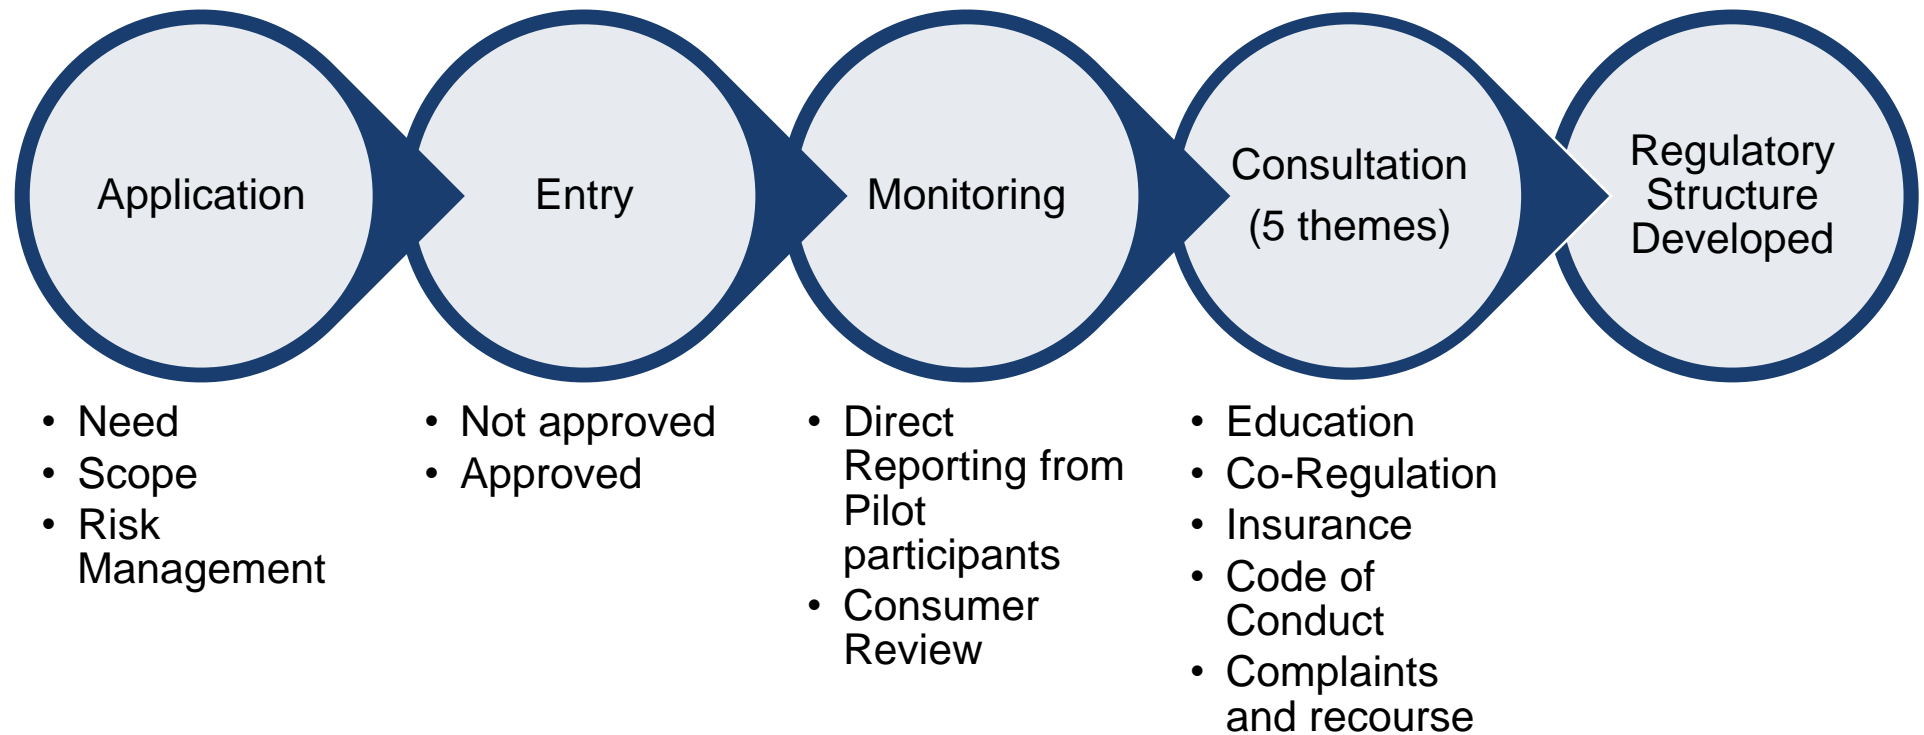 Application
Entry
Monitoring
Consultation
(5 themes)
Regulatory
Structure
Developed
• Need
• Scope
• Risk
Management
• Not approved
• Approved
• Direct
Reporting from
Pilot
participants
• Consumer
Review
• Education
• Co-Regulation
• Insurance
• Code of
Conduct
• Complaints
and recourse